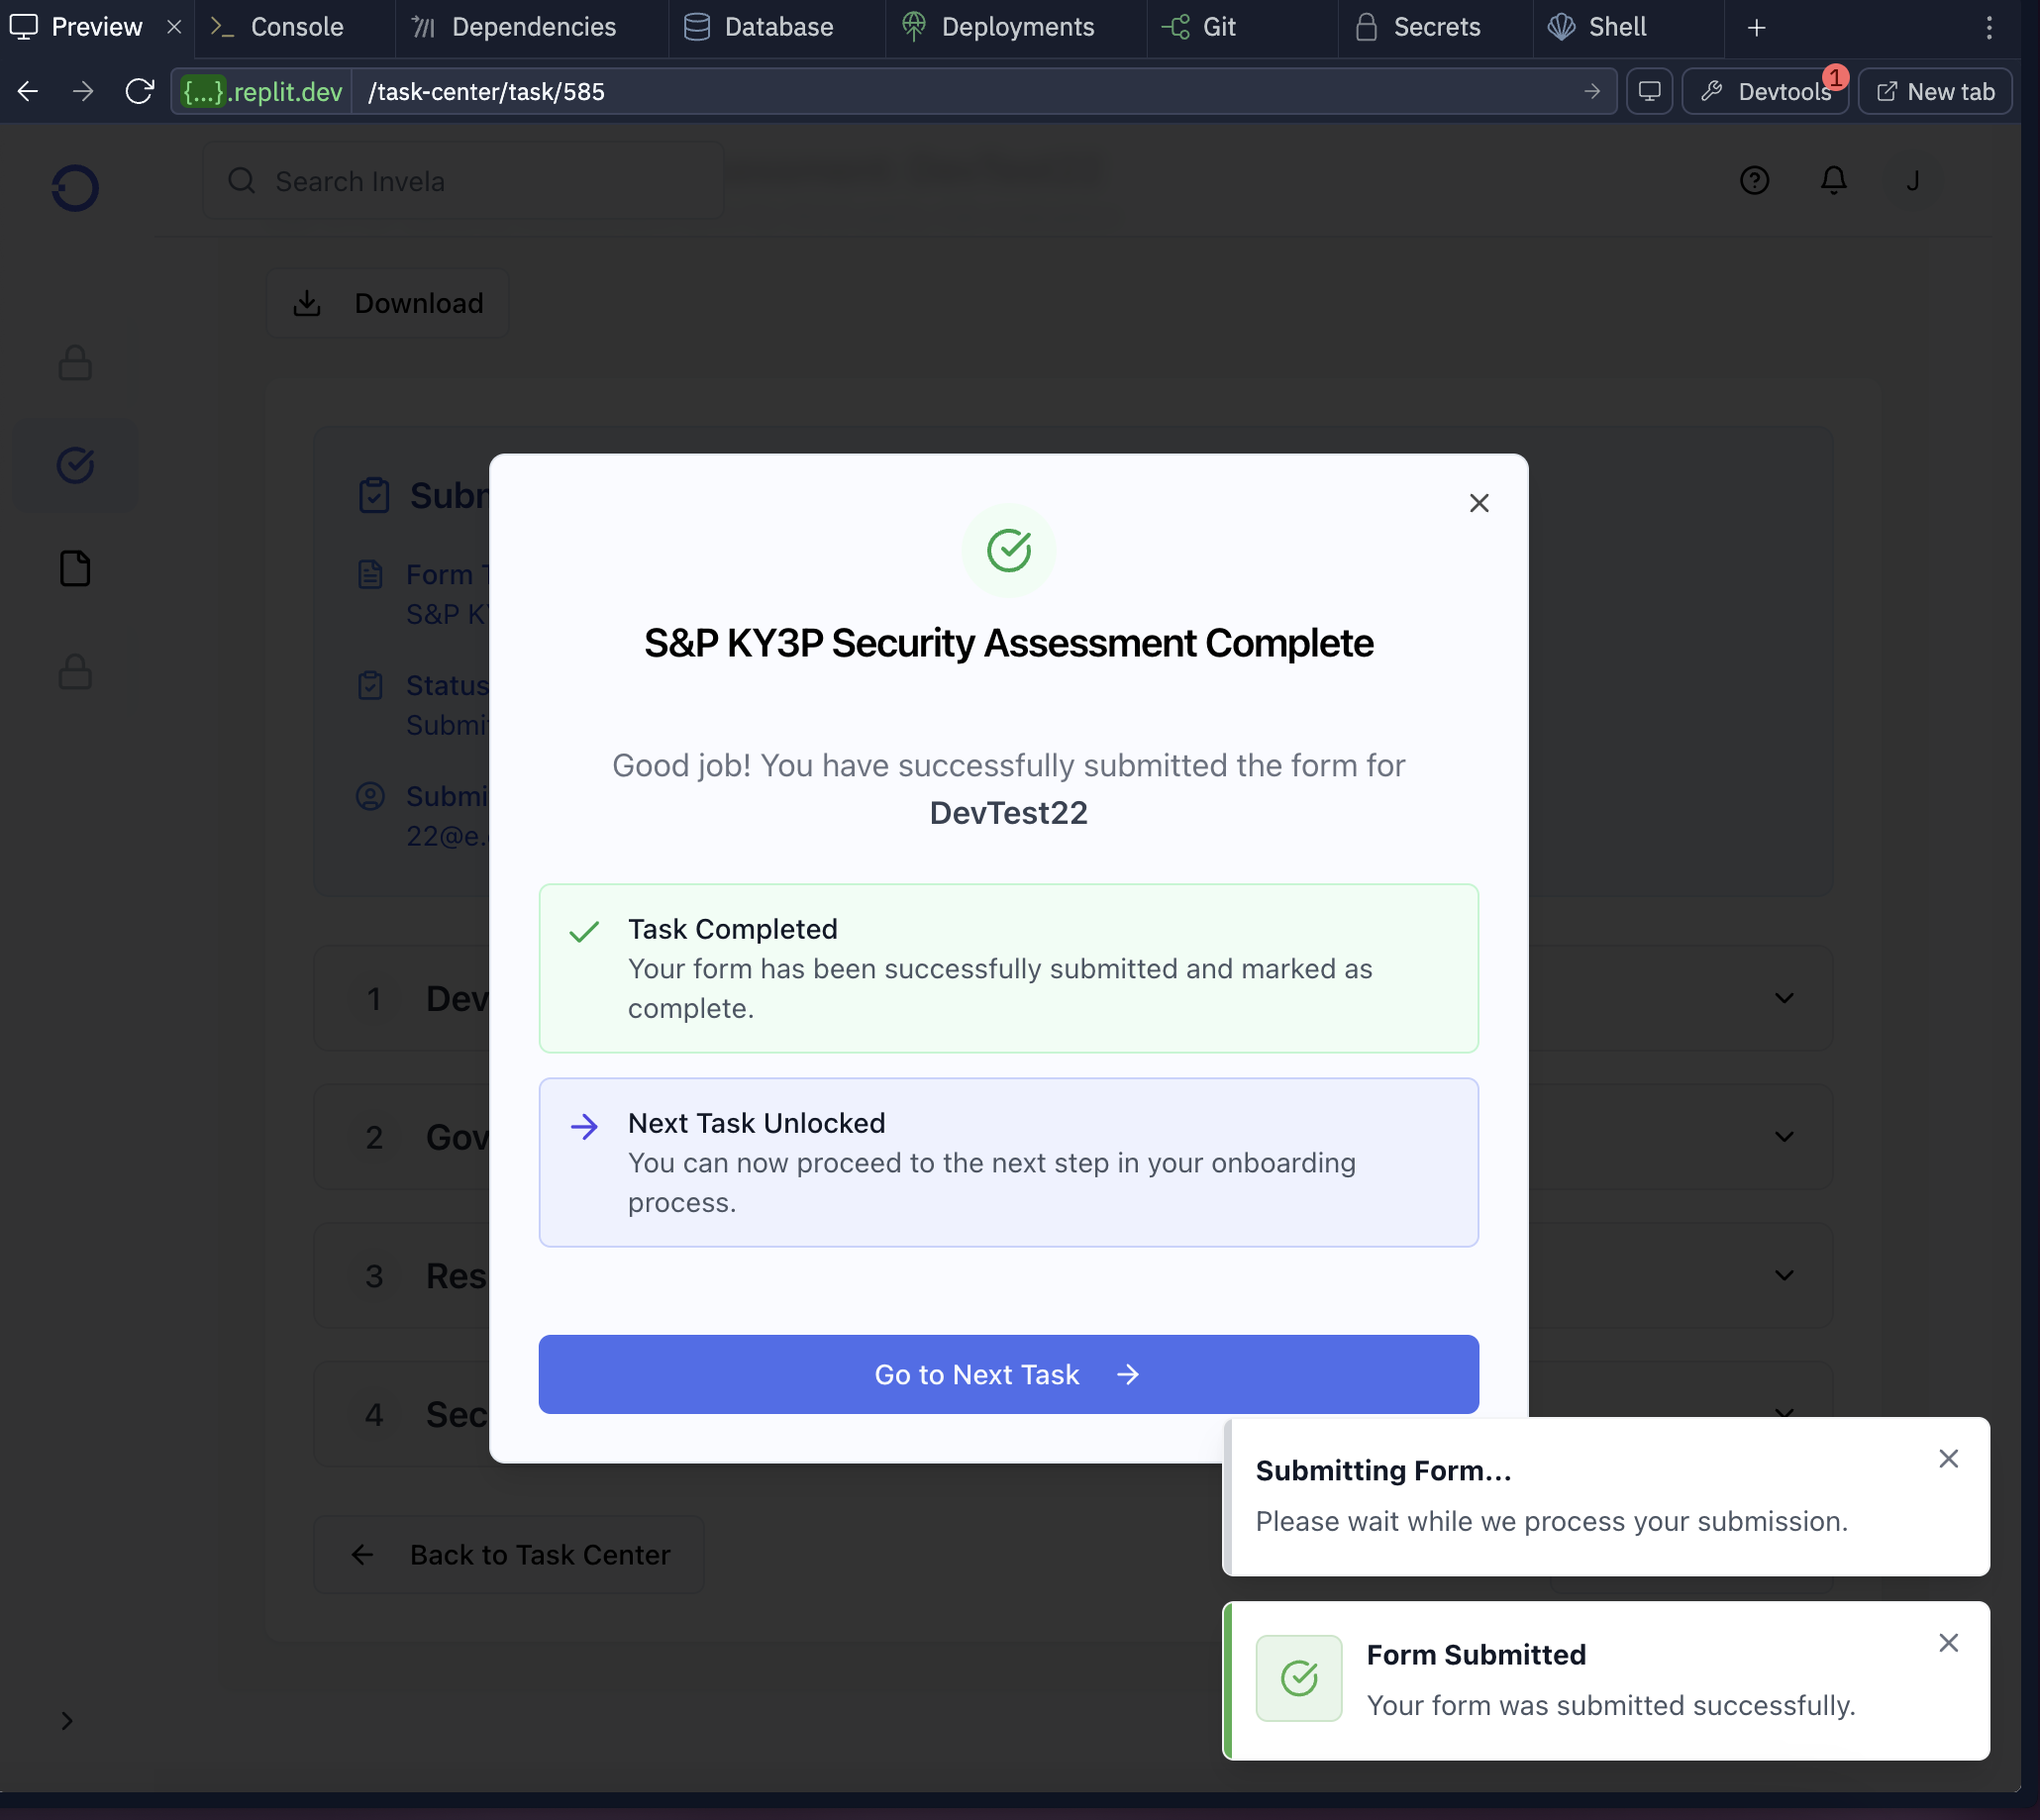 Preview
Console
Dependencies
Database
Deployments
Git
Secrets
Shell
{...}.replit.dev
/task-center/task/585
Devtools
1
New tab
Search Invela
J
Download
Subm
Form T
S&P KY
Status
Submit
Submi
22@e.
S&P KY3P Security Assessment Complete
Good job! You have successfully submitted the form for
DevTest22
Task Completed
Your form has been successfully submitted and marked as
complete.
Next Task Unlocked
You can now proceed to the next step in your onboarding
process.
Go to Next Task
1 Dev
2 Gov
3 Res
4 Sec
Back to Task Center
Submitting Form...
Please wait while we process your submission.
Form Submitted
Your form was submitted successfully.